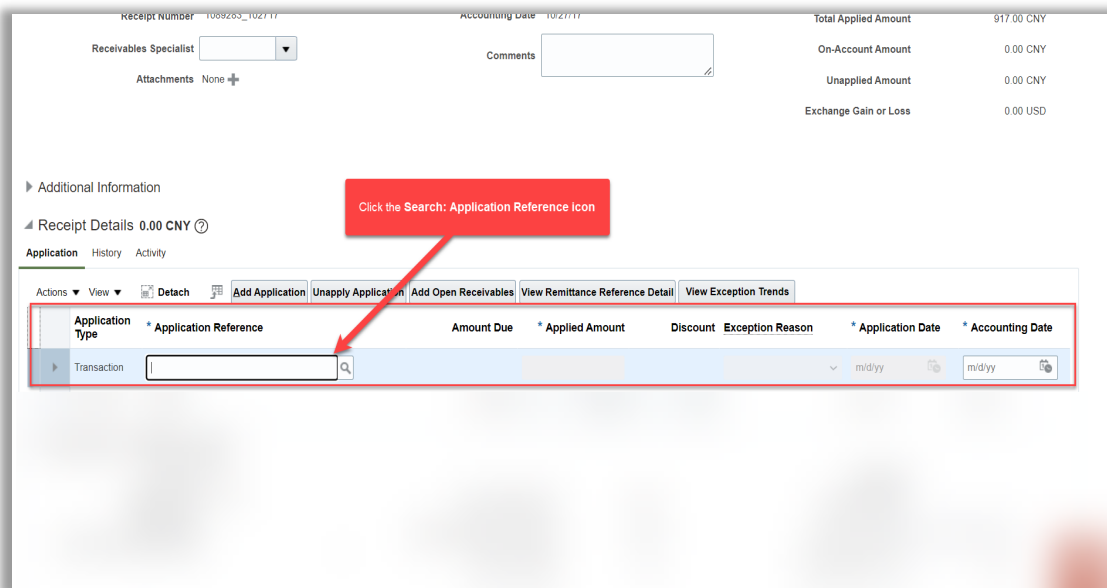 Receipt Number 1089283_102717 Accounting Date 10/27/17 Total Applied Amount 917.00 CNY
Receivables Specialist Comments On-Account Amount 0.00 CNY
Attachments None Unapplied Amount 0.00 CNY
Exchange Gain or Loss 0.00 USD
Additional Information
Click the Search: Application Reference icon
Receipt Details 0.00 CNY
Application History Activity
Actions View Detach Add Application Unapply Application Add Open Receivables View Remittance Reference Detail View Exception Trends
Application Type * Application Reference Amount Due * Applied Amount Discount Exception Reason * Application Date * Accounting Date
Transaction m/d/yy m/d/yy